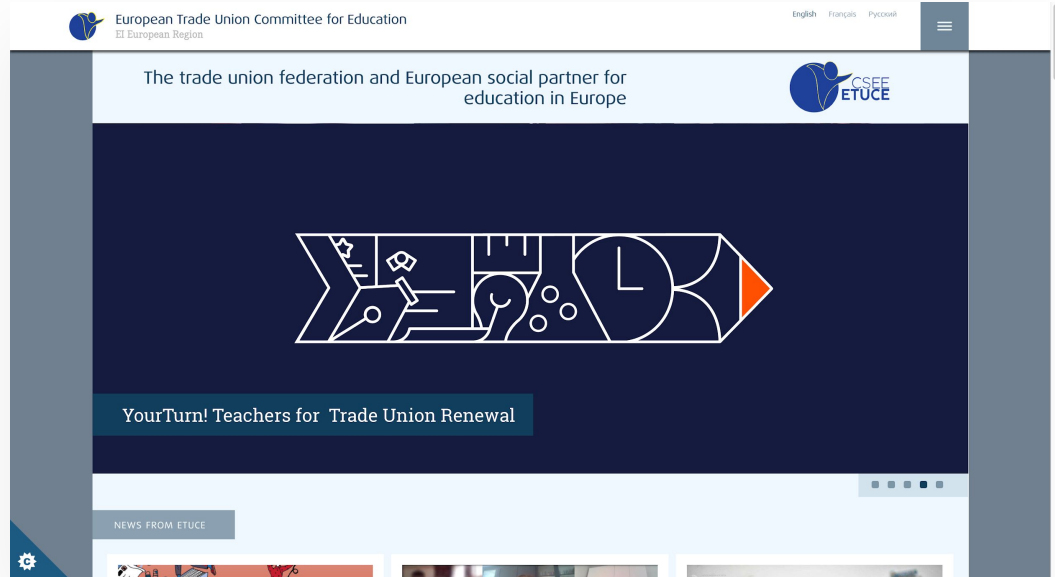 European Trade Union Committee for Education
EI European Region
English Français Русский
The trade union federation and European social partner for
education in Europe
CSEE
ETUCE
YourTurn! Teachers for Trade Union Renewal
NEWS FROM ETUCE